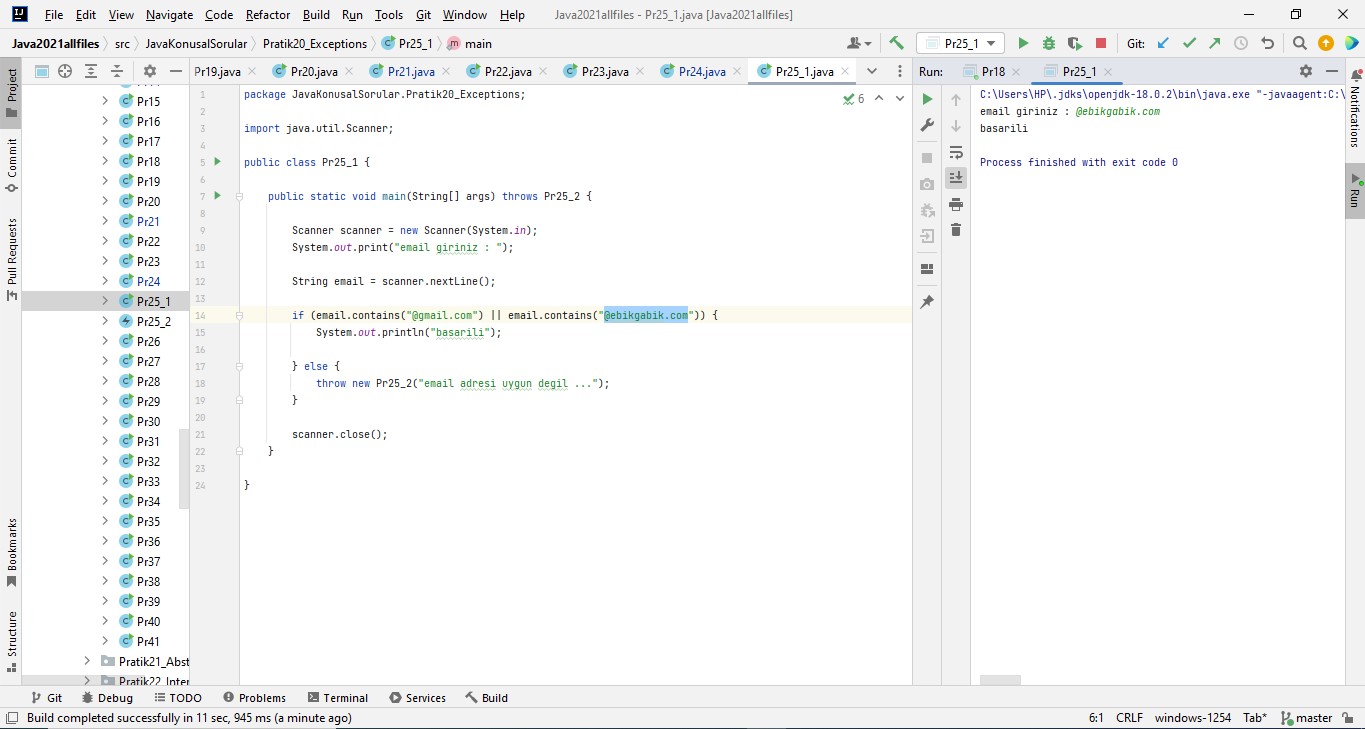 File Edit View Navigate Code Refactor Build Run Tools Git Window Help Java2021allfiles - Pr25_1.java [Java2021allfiles]
Java2021allfiles src JavaKonusalSorular Pratik20_Exceptions Pr25_1 main Pr25_1 Git:
Project
Commit
Pull Requests
Bookmarks
Structure
Pr15
Pr16
Pr17
Pr18
Pr19
Pr20
Pr21
Pr22
Pr23
Pr24
Pr25_1
Pr25_2
Pr26
Pr27
Pr28
Pr29
Pr30
Pr31
Pr32
Pr33
Pr34
Pr35
Pr36
Pr37
Pr38
Pr39
Pr40
Pr41
Pratik21_Abst
Pratik22_Inter
Pr19.java Pr20.java Pr21.java Pr22.java Pr23.java Pr24.java Pr25_1.java
6
1 package JavaKonusalSorular.Pratik20_Exceptions;
2
3 import java.util.Scanner;
4
5 public class Pr25_1 {
6
7 public static void main(String[] args) throws Pr25_2 {
8
9 Scanner scanner = new Scanner(System.in);
10 System.out.print("email giriniz : ");
11
12 String email = scanner.nextLine();
13
14 if (email.contains("@gmail.com") || email.contains("@ebikgabik.com")) {
15 System.out.println("basarili");
16
17 } else {
18 throw new Pr25_2("email adresi uygun degil ...");
19 }
20
21 scanner.close();
22 }
23
24 }
Run: Pr18 Pr25_1
C:\Users\HP\.jdks\openjdk-18.0.2\bin\java.exe "-javaagent:C:\
email giriniz : @ebikgabik.com
basarili
Process finished with exit code 0
Notifications
Run
Git Debug TODO Problems Terminal Services Build
Build completed successfully in 11 sec, 945 ms (a minute ago) 6:1 CRLF windows-1254 Tab* master